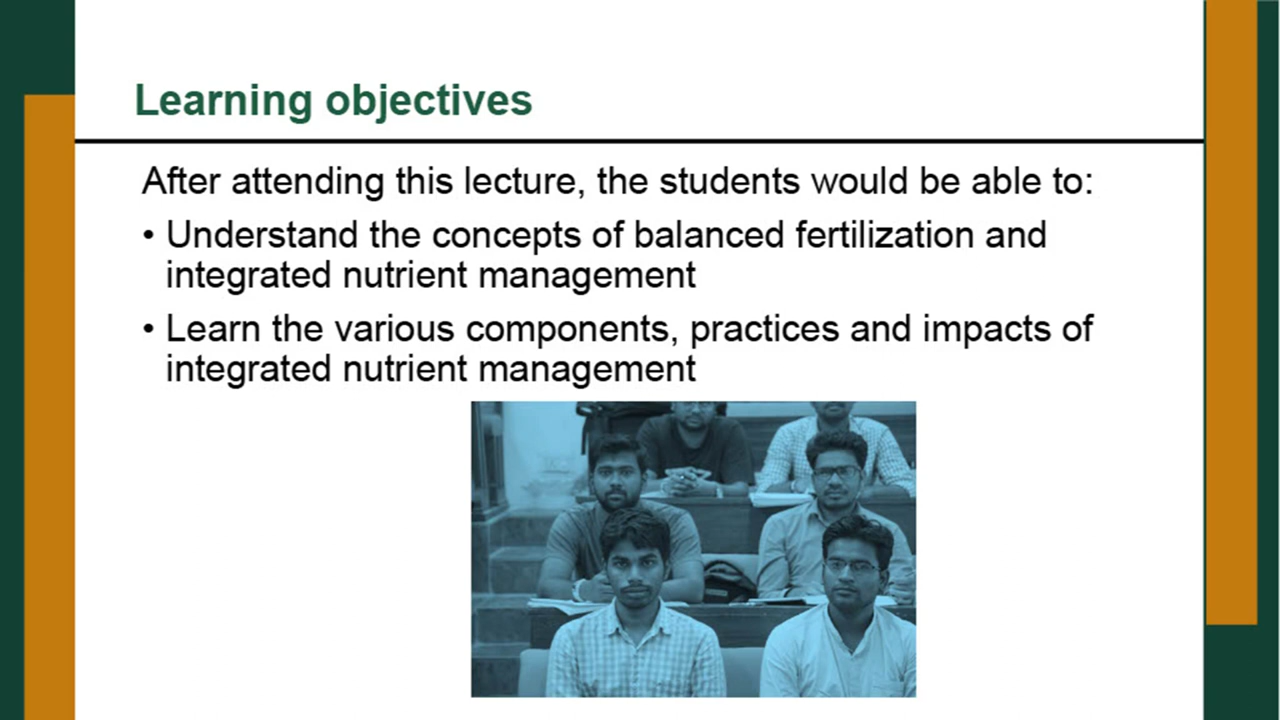 Learning objectives
After attending this lecture, the students would be able to:
• Understand the concepts of balanced fertilization and
integrated nutrient management
• Learn the various components, practices and impacts of
integrated nutrient management